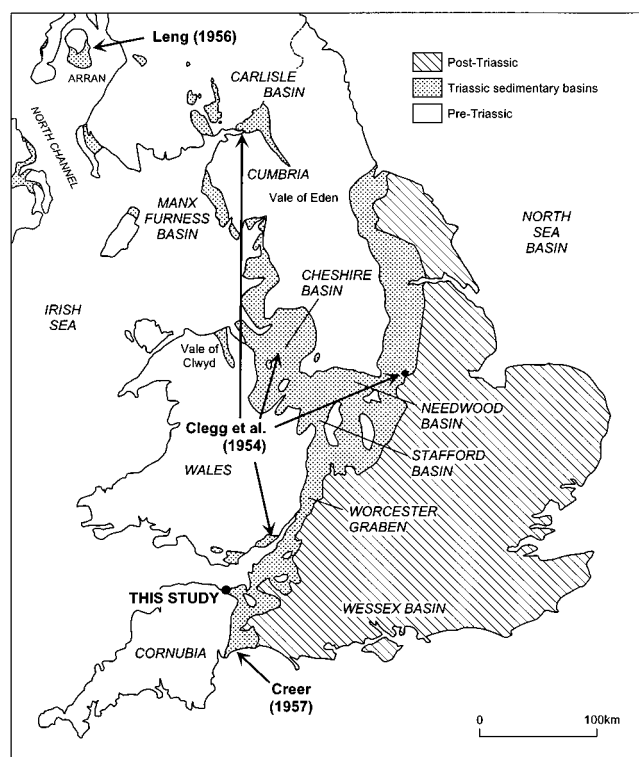 Leng (1956)
ARRAN
CARLISLE
BASIN
Post-Triassic
Triassic sedimentary basins
Pre-Triassic
NORTH CHANNEL
CUMBRIA
Vale of Eden
MANX
FURNESS
BASIN
NORTH
SEA
BASIN
CHESHIRE
BASIN
IRISH
SEA
Vale of
Clwyd
NEEDWOOD
BASIN
Clegg et al.
(1954)
STAFFORD
BASIN
WALES
WORCESTER
GRABEN
THIS STUDY
WESSEX BASIN
CORNUBIA
Creer
(1957)
0 100km